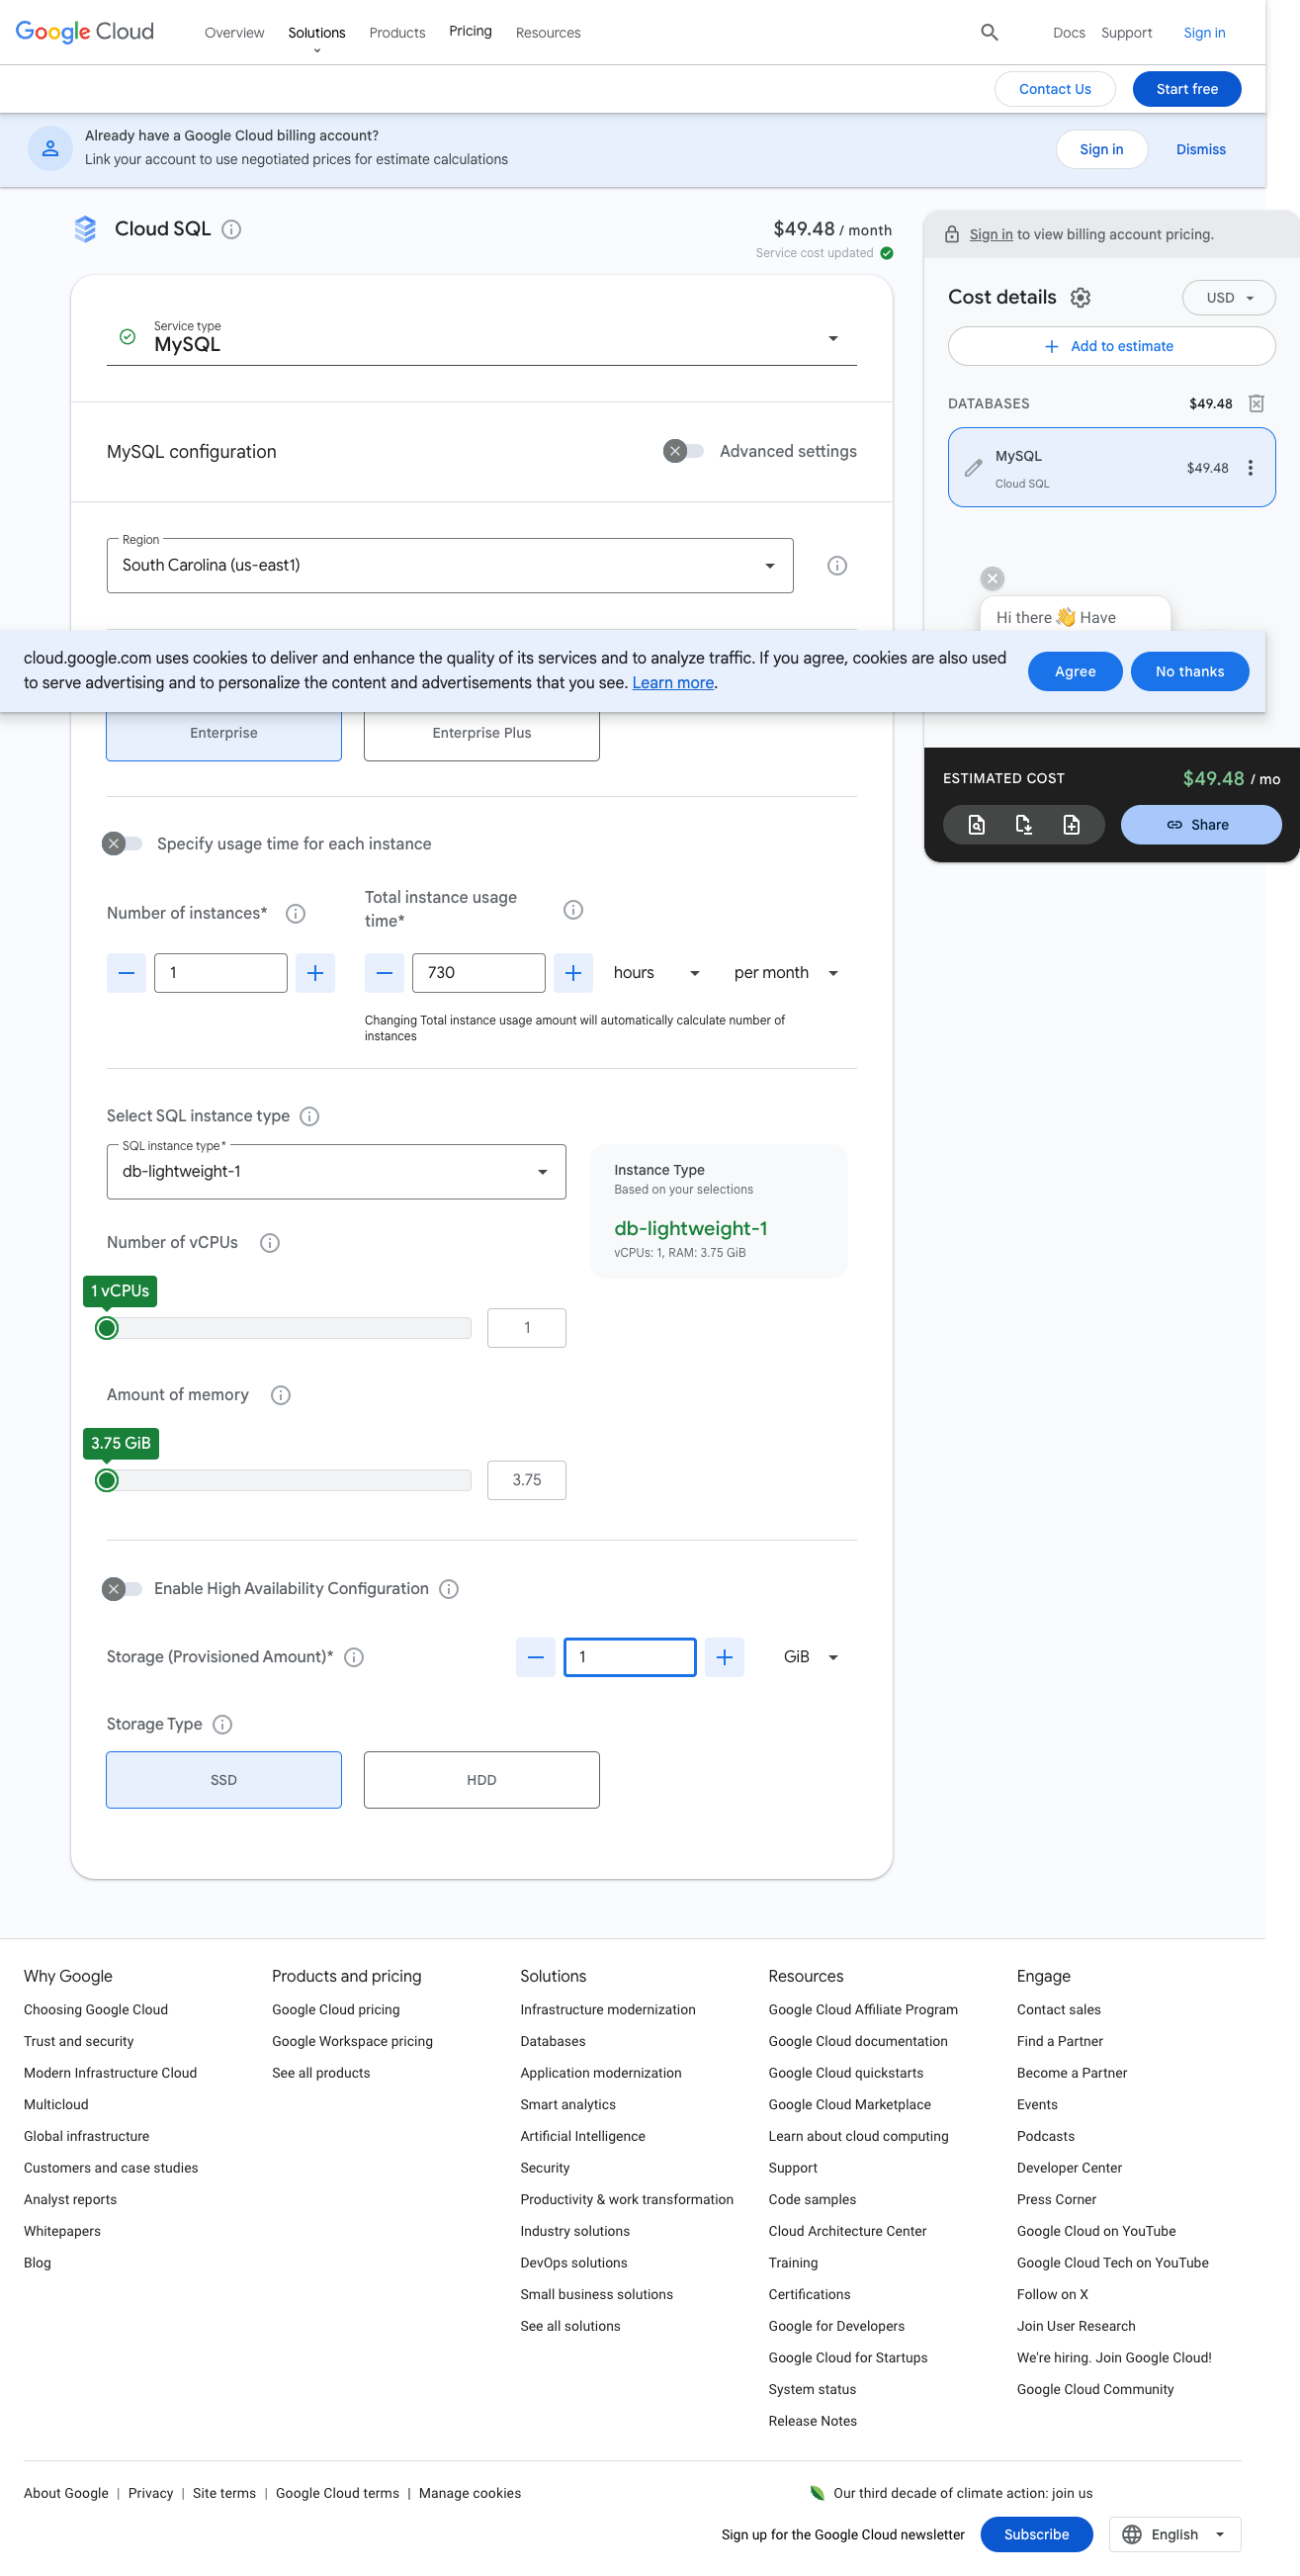 Google Cloud
Overview
Solutions
Products
Pricing
Resources
Docs
Support
Sign in
Contact Us
Start free
Already have a Google Cloud billing account?
Link your account to use negotiated prices for estimate calculations
Sign in
Dismiss
Cloud SQL
$49.48 / month
Service cost updated
Service type
MySQL
MySQL configuration
Advanced settings
Region
South Carolina (us-east1)
Sign in to view billing account pricing.
Cost details
USD
Add to estimate
DATABASES
$49.48
MySQL
Cloud SQL
$49.48
Hi there 👋 Have
cloud.google.com uses cookies to deliver and enhance the quality of its services and to analyze traffic. If you agree, cookies are also used
to serve advertising and to personalize the content and advertisements that you see. Learn more.
Agree
No thanks
Enterprise
Enterprise Plus
ESTIMATED COST
$49.48 / mo
Share
Specify usage time for each instance
Number of instances*
1
Total instance usage
time*
730
hours
per month
Changing Total instance usage amount will automatically calculate number of
instances
Select SQL instance type
SQL instance type*
db-lightweight-1
Instance Type
Based on your selections
db-lightweight-1
vCPUs: 1, RAM: 3.75 GiB
Number of vCPUs
1 vCPUs
1
Amount of memory
3.75 GiB
3.75
Enable High Availability Configuration
Storage (Provisioned Amount)*
1
GiB
Storage Type
SSD
HDD
Why Google
Choosing Google Cloud
Trust and security
Modern Infrastructure Cloud
Multicloud
Global infrastructure
Customers and case studies
Analyst reports
Whitepapers
Blog
Products and pricing
Google Cloud pricing
Google Workspace pricing
See all products
Solutions
Infrastructure modernization
Databases
Application modernization
Smart analytics
Artificial Intelligence
Security
Productivity & work transformation
Industry solutions
DevOps solutions
Small business solutions
See all solutions
Resources
Google Cloud Affiliate Program
Google Cloud documentation
Google Cloud quickstarts
Google Cloud Marketplace
Learn about cloud computing
Support
Code samples
Cloud Architecture Center
Training
Certifications
Google for Developers
Google Cloud for Startups
System status
Release Notes
Engage
Contact sales
Find a Partner
Become a Partner
Events
Podcasts
Developer Center
Press Corner
Google Cloud on YouTube
Google Cloud Tech on YouTube
Follow on X
Join User Research
We're hiring. Join Google Cloud!
Google Cloud Community
About Google | Privacy | Site terms | Google Cloud terms | Manage cookies
Our third decade of climate action: join us
Sign up for the Google Cloud newsletter
Subscribe
English